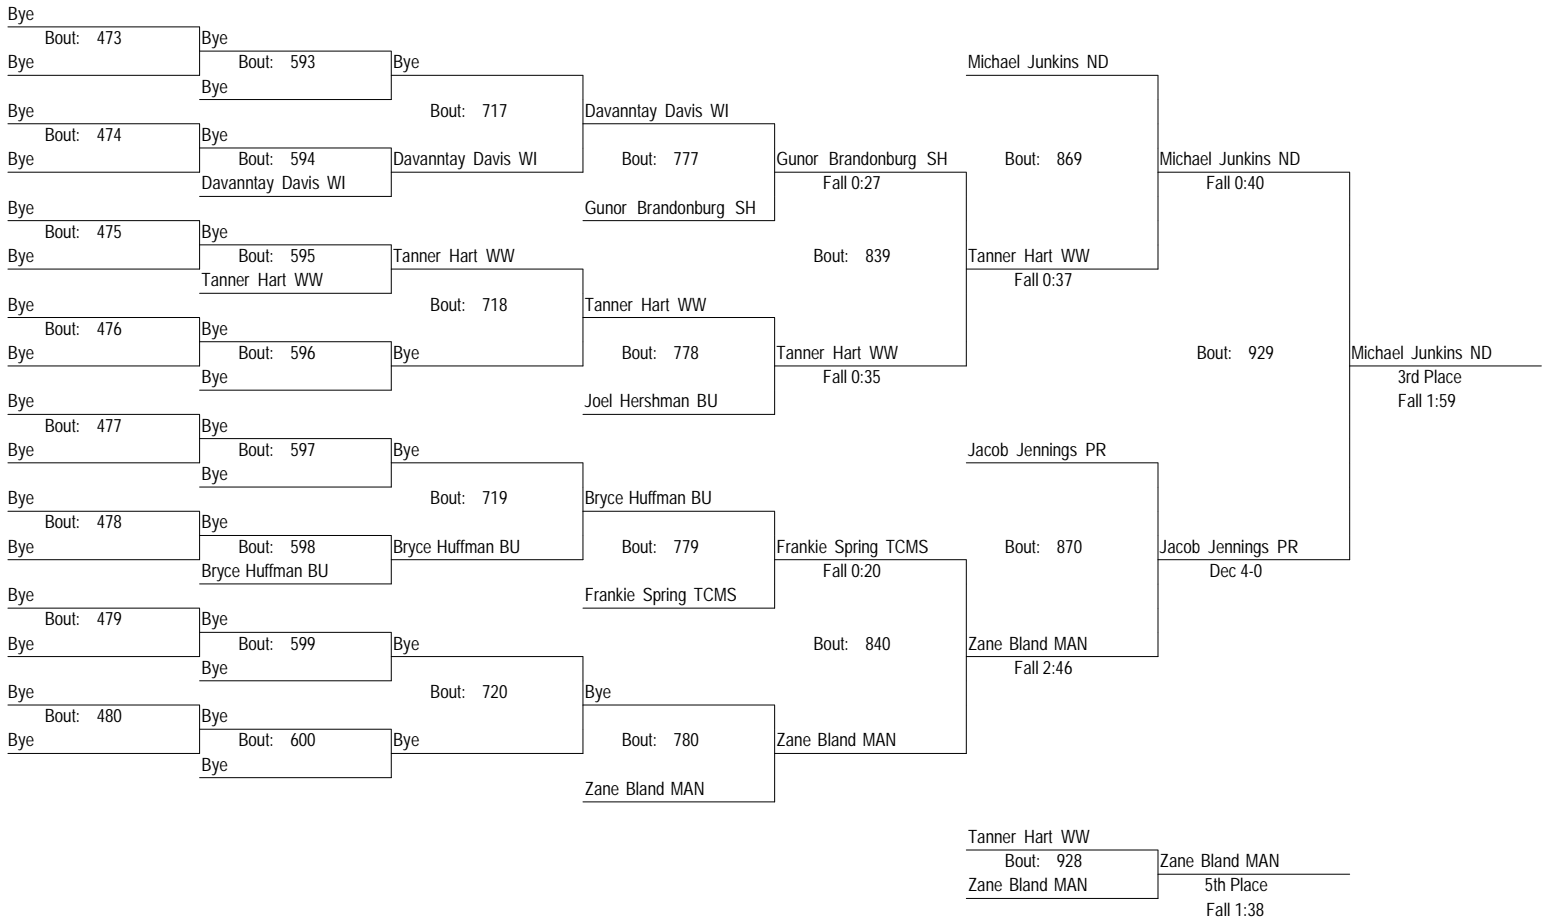 Bye
Bout: 473
Bye
Bye
Bout: 474
Bye
Bye
Bout: 475
Bye
Bye
Bout: 476
Bye
Bye
Bout: 477
Bye
Bye
Bout: 478
Bye
Bye
Bout: 479
Bye
Bye
Bout: 480
Bye
Bye
Bout: 593
Bye
Bye
Bout: 594
Davanntay Davis WI
Bye
Bout: 595
Tanner Hart WW
Bye
Bout: 596
Bye
Bye
Bout: 597
Bye
Bye
Bout: 598
Bryce Huffman BU
Bye
Bout: 599
Bye
Bye
Bout: 600
Bye
Bye
Bout: 717
Davanntay Davis WI
Tanner Hart WW
Bout: 718
Bye
Bye
Bout: 719
Bryce Huffman BU
Bye
Bout: 720
Bye
Davanntay Davis WI
Bout: 777
Gunor Brandonburg SH
Tanner Hart WW
Bout: 778
Joel Hershman BU
Bryce Huffman BU
Bout: 779
Frankie Spring TCMS
Bye
Bout: 780
Zane Bland MAN
Gunor Brandonburg SH
Fall 0:27
Bout: 839
Tanner Hart WW
Fall 0:35
Frankie Spring TCMS
Fall 0:20
Bout: 840
Zane Bland MAN
Michael Junkins ND
Bout: 869
Tanner Hart WW
Fall 0:37
Jacob Jennings PR
Bout: 870
Zane Bland MAN
Fall 2:46
Michael Junkins ND
Fall 0:40
Bout: 929
Jacob Jennings PR
Dec 4-0
Michael Junkins ND
3rd Place
Fall 1:59
Tanner Hart WW
Bout: 928
Zane Bland MAN
Zane Bland MAN
5th Place
Fall 1:38